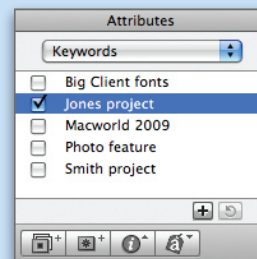 Attributes
Keywords
Big Client fonts
Jones project
Macworld 2009
Photo feature
Smith project